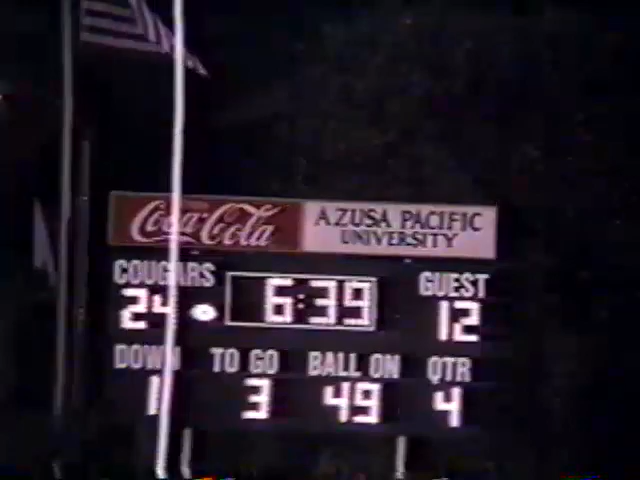 Coca-Cola
AZUSA PACIFIC
UNIVERSITY
COUGARS 6:39 GUEST
24 12
DOWN TO GO BALL ON QTR
1 3 49 4